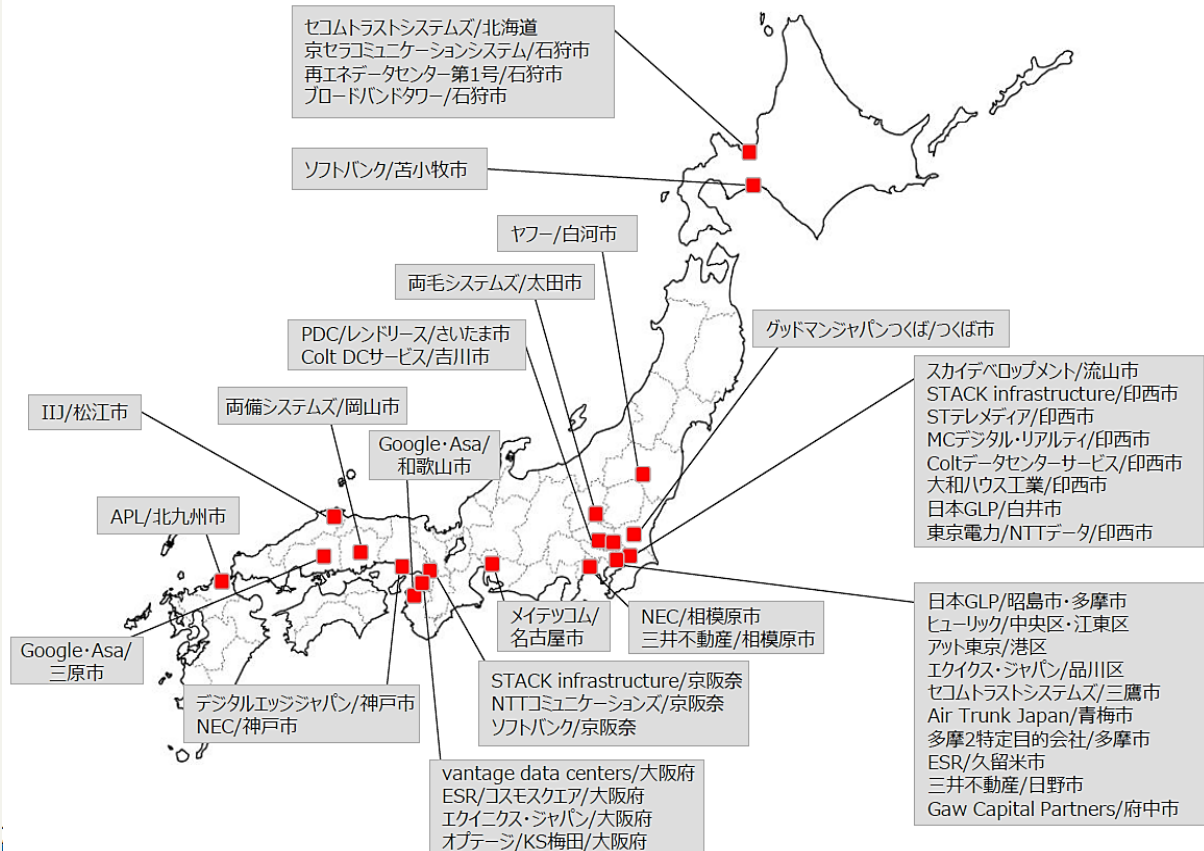 セコムトラストシステムズ/北海道
京セラコミュニケーションシステム/石狩市
再エネデータセンター第1号/石狩市
ブロードバンドタワー/石狩市
ソフトバンク/苫小牧市
ヤフー/白河市
両毛システムズ/太田市
PDC/レンドリース/さいたま市
Colt DCサービス/吉川市
グッドマンジャパンつくば/つくば市
スカイデベロップメント/流山市
STACK infrastructure/印西市
STテレメディア/印西市
MCデジタル・リアルティ/印西市
Coltデータセンターサービス/印西市
大和ハウス工業/印西市
日本GLP/白井市
東京電力/NTTデータ/印西市
IIJ/松江市
両備システムズ/岡山市
Google・Asa/
和歌山市
APL/北九州市
Google・Asa/
三原市
デジタルエッジジャパン/神戸市
NEC/神戸市
メイテツコム/
名古屋市
NEC/相模原市
三井不動産/相模原市
STACK infrastructure/京阪奈
NTTコミュニケーションズ/京阪奈
ソフトバンク/京阪奈
vantage data centers/大阪府
ESR/コスモスクエア/大阪府
エクイニクス・ジャパン/大阪府
オプテージ/KS梅田/大阪府
日本GLP/昭島市・多摩市
ヒューリック/中央区・江東区
アット東京/港区
エクイクス・ジャパン/品川区
セコムトラストシステムズ/三鷹市
Air Trunk Japan/青梅市
多摩2特定目的会社/多摩市
ESR/久留米市
三井不動産/日野市
Gaw Capital Partners/府中市